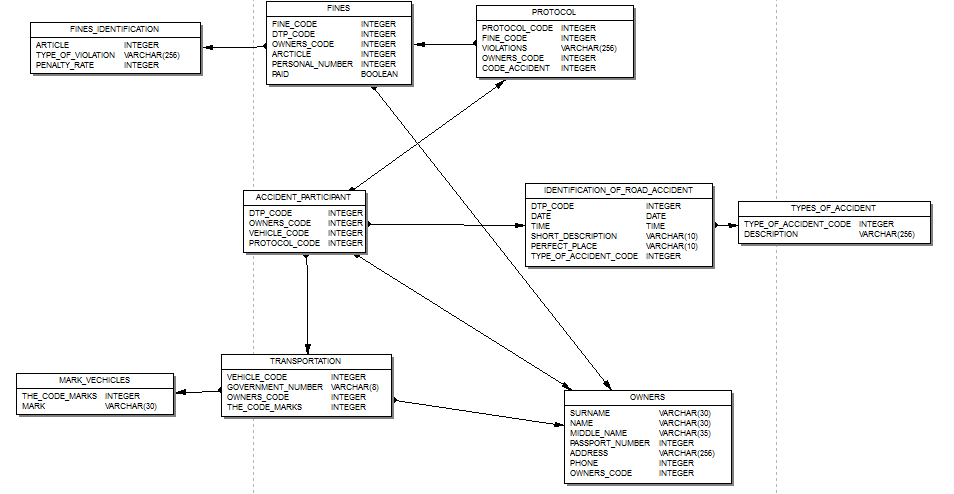 FINES_IDENTIFICATION
ARTICLE INTEGER
TYPE_OF_VIOLATION VARCHAR(256)
PENALTY_RATE INTEGER
FINES
FINE_CODE INTEGER
DTP_CODE INTEGER
OWNERS_CODE INTEGER
ARCTICLE INTEGER
PERSONAL_NUMBER INTEGER
PAID BOOLEAN
PROTOCOL
PROTOCOL_CODE INTEGER
FINE_CODE INTEGER
VIOLATIONS VARCHAR(256)
OWNERS_CODE INTEGER
CODE_ACCIDENT INTEGER
ACCIDENT_PARTICIPANT
DTP_CODE INTEGER
OWNERS_CODE INTEGER
VEHICLE_CODE INTEGER
PROTOCOL_CODE INTEGER
IDENTIFICATION_OF_ROAD_ACCIDENT
DTP_CODE INTEGER
DATE DATE
TIME TIME
SHORT_DESCRIPTION VARCHAR(10)
PERFECT_PLACE VARCHAR(10)
TYPE_OF_ACCIDENT_CODE INTEGER
TYPES_OF_ACCIDENT
TYPE_OF_ACCIDENT_CODE INTEGER
DESCRIPTION VARCHAR(256)
MARK_VECHICLES
THE_CODE_MARKS INTEGER
MARK VARCHAR(30)
TRANSPORTATION
VEHICLE_CODE INTEGER
GOVERNMENT_NUMBER VARCHAR(8)
OWNERS_CODE INTEGER
THE_CODE_MARKS INTEGER
OWNERS
SURNAME VARCHAR(30)
NAME VARCHAR(30)
MIDDLE_NAME VARCHAR(35)
PASSPORT_NUMBER INTEGER
ADDRESS VARCHAR(256)
PHONE INTEGER
OWNERS_CODE INTEGER